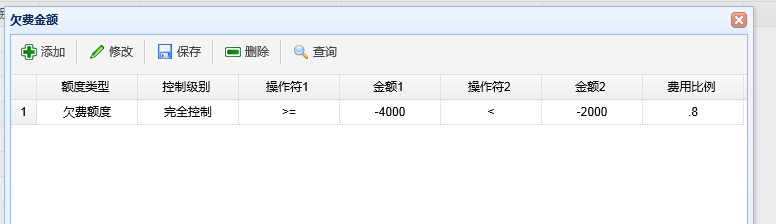 欠费金额
添加 修改 保存 删除 查询
额度类型 控制级别 操作符1 金额1 操作符2 金额2 费用比例
1 欠费额度 完全控制 >= -4000 < -2000 .8